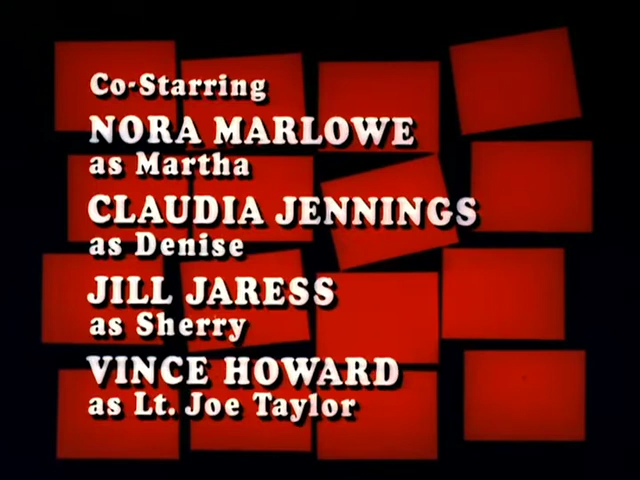 Co-Starring
NORA MARLOWE
as Martha
CLAUDIA JENNINGS
as Denise
JILL JARESS
as Sherry
VINCE HOWARD
as Lt. Joe Taylor